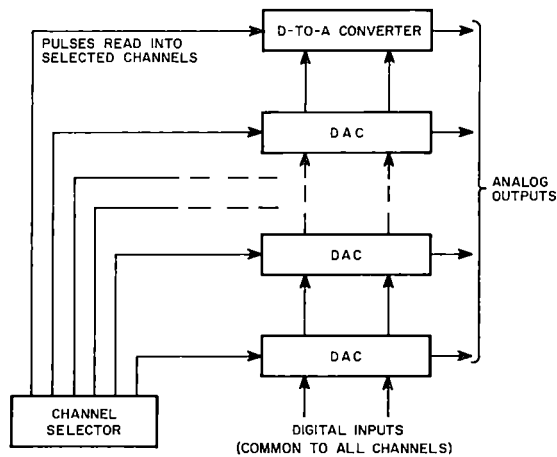 D-TO-A CONVERTER
PULSES READ INTO
SELECTED CHANNELS
DAC
ANALOG
OUTPUTS
DAC
DAC
CHANNEL
SELECTOR
DIGITAL INPUTS
(COMMON TO ALL CHANNELS)